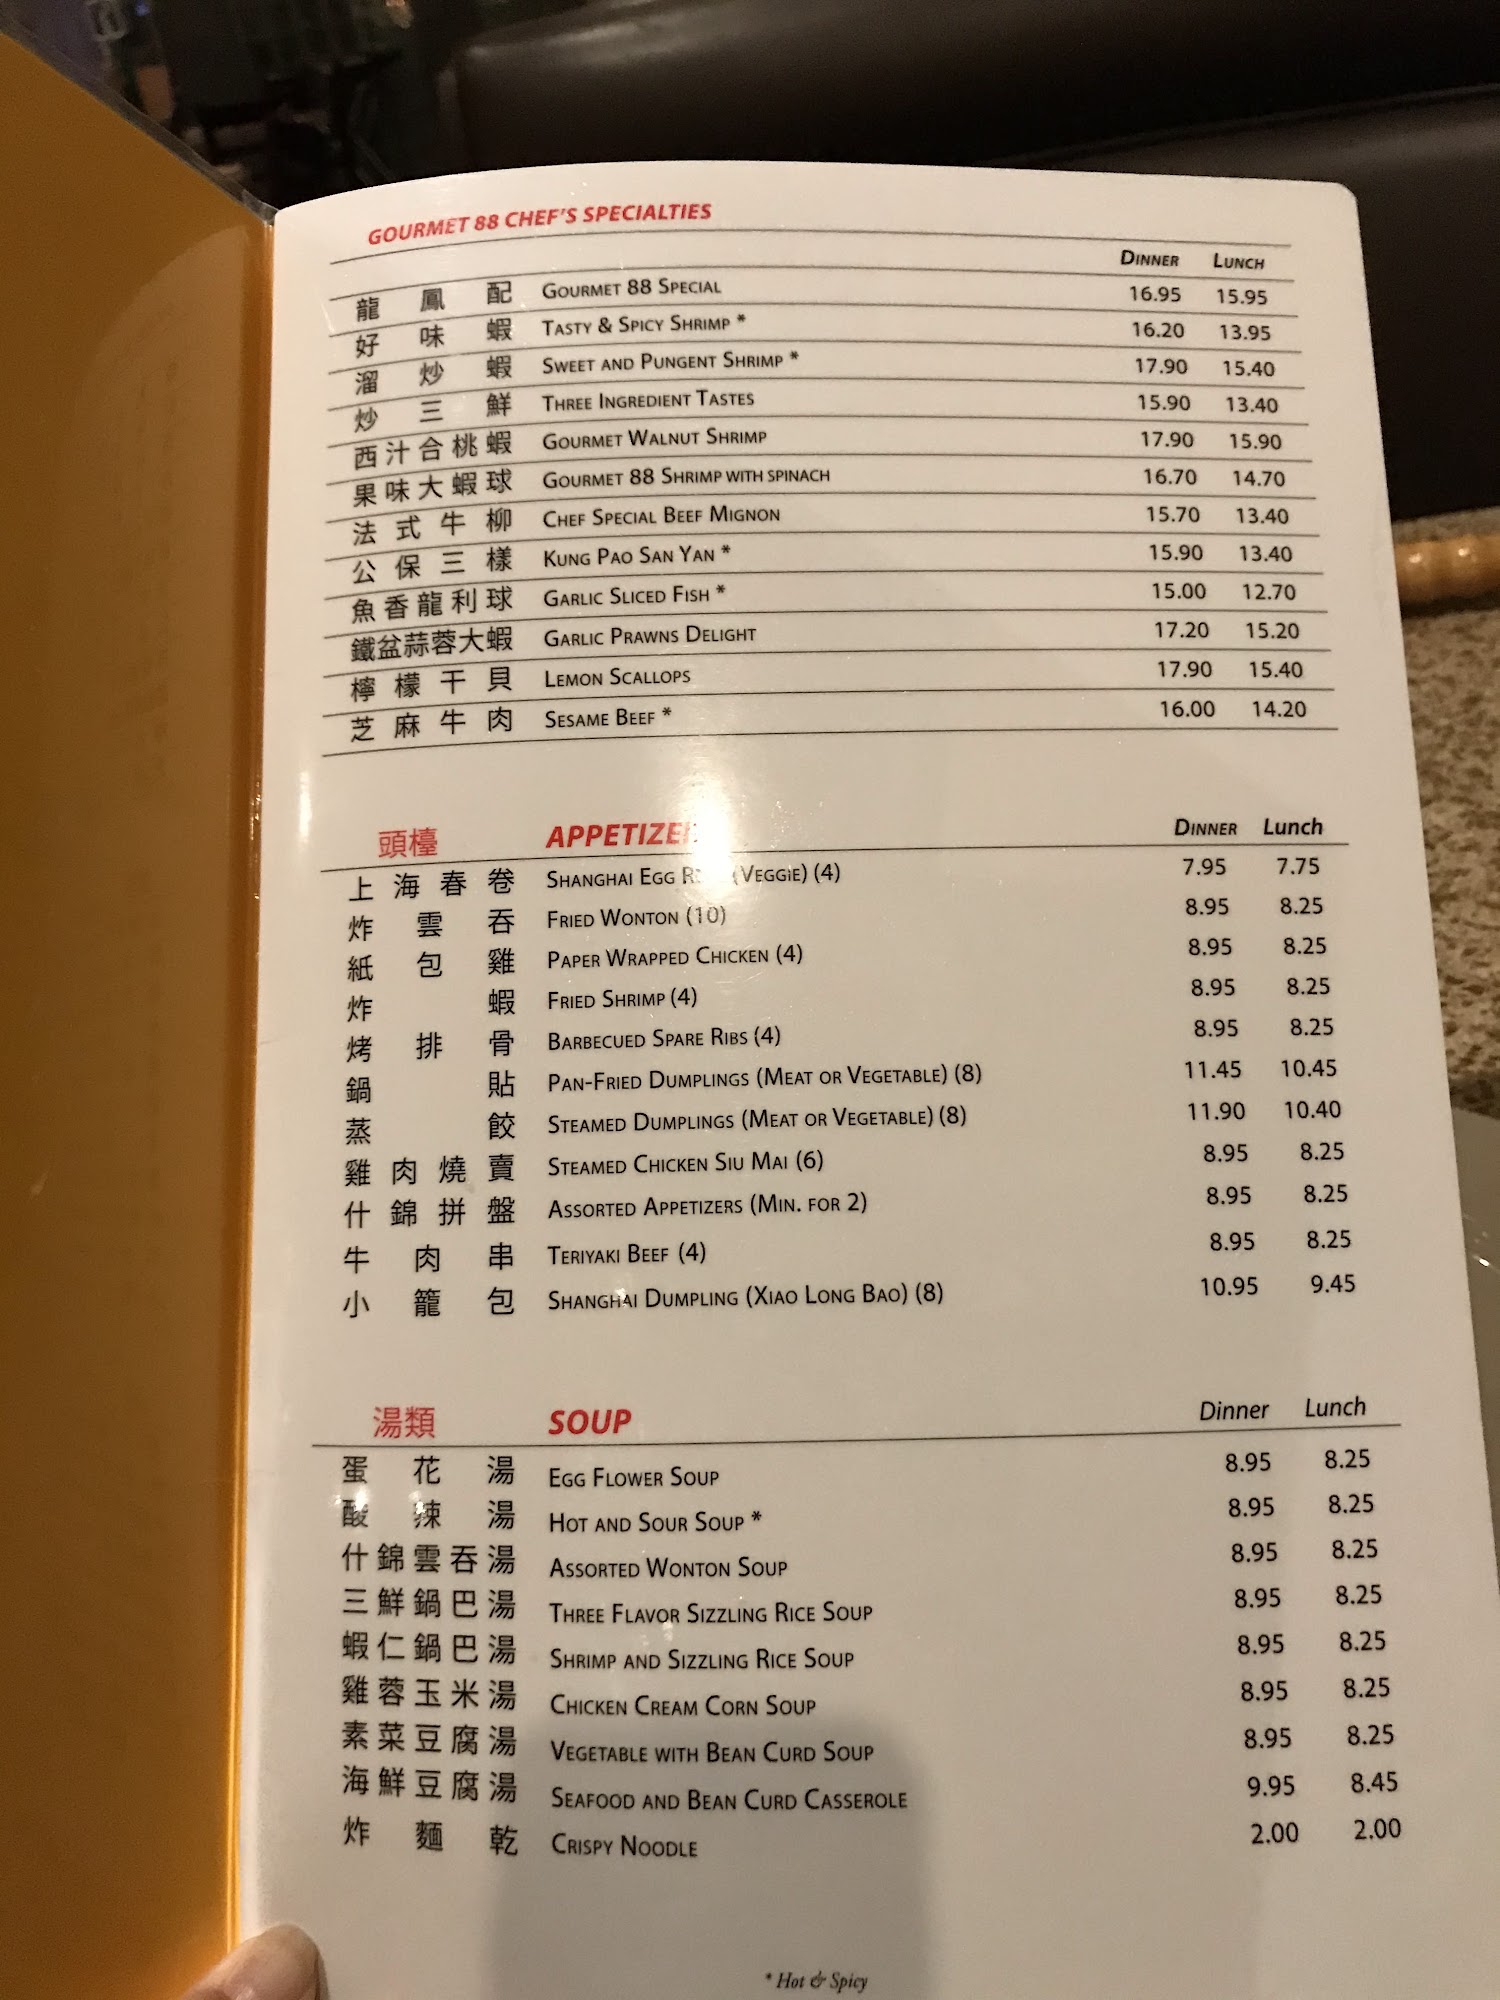 GOURMET 88 CHEF'S SPECIALTIES
DINNER LUNCH
龍鳳配 GOURMET 88 SPECIAL 16.95 15.95
好味蝦 TASTY & SPICY SHRIMP * 16.20 13.95
溜炒蝦 SWEET AND PUNGENT SHRIMP * 17.90 15.40
炒三鮮 THREE INGREDIENT TASTES 15.90 13.40
西汁合桃蝦 GOURMET WALNUT SHRIMP 17.90 15.90
果味大蝦球 GOURMET 88 SHRIMP WITH SPINACH 16.70 14.70
法式牛柳 CHEF SPECIAL BEEF MIGNON 15.70 13.40
公保三樣 KUNG PAO SAN YAN * 15.90 13.40
魚香龍利球 GARLIC SLICED FISH * 15.00 12.70
鐵盆蒜蓉大蝦 GARLIC PRAWNS DELIGHT 17.20 15.20
檸檬干貝 LEMON SCALLOPS 17.90 15.40
芝麻牛肉 SESAME BEEF * 16.00 14.20
頭檯 DINNER Lunch
上海春卷 SHANGHAI EGG (VEGGIE) (4) 7.95 7.75
炸雲吞 FRIED WONTON (10) 8.95 8.25
紙包雞 PAPER WRAPPED CHICKEN (4) 8.95 8.25
炸蝦 FRIED SHRIMP (4) 8.95 8.25
烤排骨 BARBECUED SPARE RIBS (4) 8.95 8.25
鍋貼 PAN-FRIED DUMPLINGS (MEAT OR VEGETABLE) (8) 11.45 10.45
蒸餃 STEAMED DUMPLINGS (MEAT OR VEGETABLE) (8) 11.90 10.40
雞肉燒賣 STEAMED CHICKEN SIU MAI (6) 8.95 8.25
什錦拼盤 ASSORTED APPETIZERS (MIN. FOR 2) 8.95 8.25
牛肉串 TERIYAKI BEEF (4) 8.95 8.25
小籠包 SHANGHAI DUMPLING (XIAO LONG BAO) (8) 10.95 9.45
湯類 SOUP Dinner Lunch
蛋花湯 EGG FLOWER SOUP 8.95 8.25
酸辣湯 HOT AND SOUR SOUP * 8.95 8.25
什錦雲吞湯 ASSORTED WONTON SOUP 8.95 8.25
三鮮鍋巴湯 THREE FLAVOR SIZZLING RICE SOUP 8.95 8.25
蝦仁鍋巴湯 SHRIMP AND SIZZLING RICE SOUP 8.95 8.25
雞蓉玉米湯 CHICKEN CREAM CORN SOUP 8.95 8.25
素菜豆腐湯 VEGETABLE WITH BEAN CURD SOUP 8.95 8.25
海鮮豆腐湯 SEAFOOD AND BEAN CURD CASSEROLE 9.95 8.45
炸麵乾 CRISPY NOODLE 2.00 2.00
* Hot & Spicy